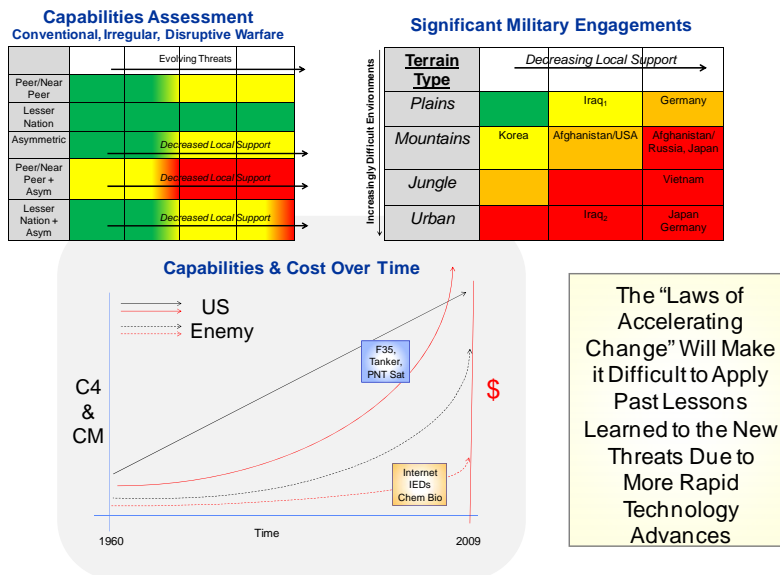 Capabilities Assessment
Conventional, Irregular, Disruptive Warfare
Evolving Threats
Peer/Near
Peer
Lesser
Nation
Asymmetric
Decreased Local Support
Peer/Near
Peer +
Asym
Decreased Local Support
Lesser
Nation +
Asym
Decreased Local Support
Significant Military Engagements
Increasingly Difficult Environments
Terrain
Type
Decreasing Local Support
Plains
Iraq1
Germany
Mountains
Korea
Afghanistan/USA
Afghanistan/
Russia, Japan
Jungle
Vietnam
Urban
Iraq2
Japan
Germany
Capabilities & Cost Over Time
US
Enemy
C4
&
CM
F35,
Tanker,
PNT Sat
$
Internet
IEDs
Chem Bio
1960
Time
2009
The “Laws of
Accelerating
Change” Will Make
it Difficult to Apply
Past Lessons
Learned to the New
Threats Due to
More Rapid
Technology
Advances